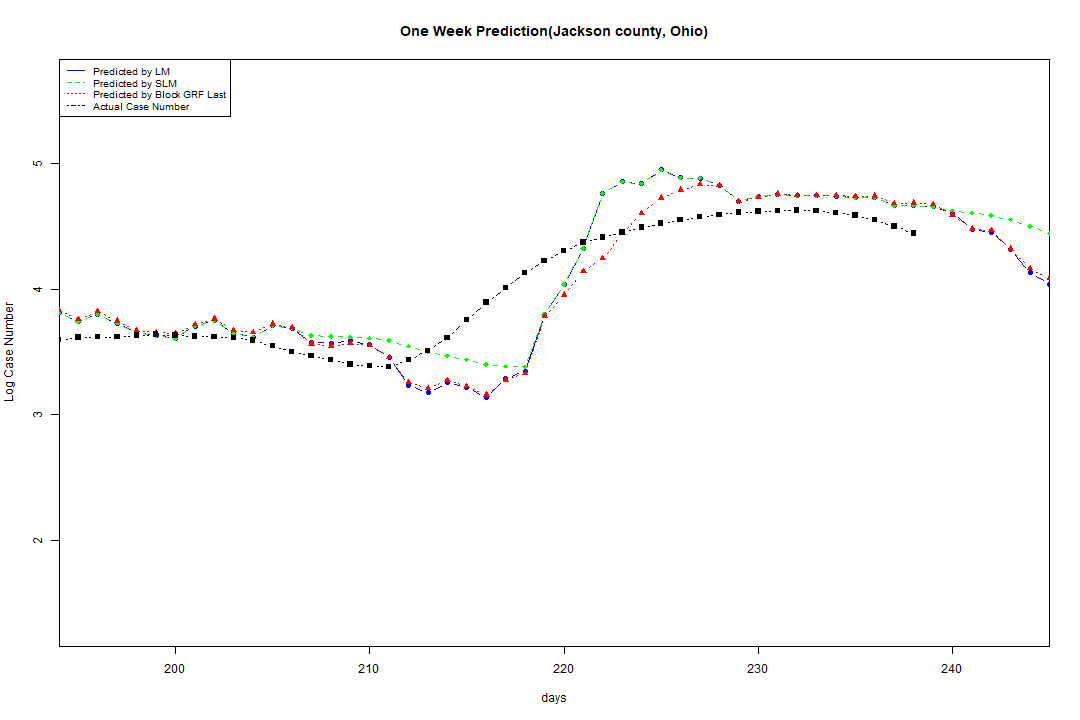 One Week Prediction(Jackson county, Ohio)
Predicted by LM
Predicted by SLM
Predicted by Block GRF Last
Actual Case Number
5
4
3
2
Log Case Number
200 210 220 230 240
days